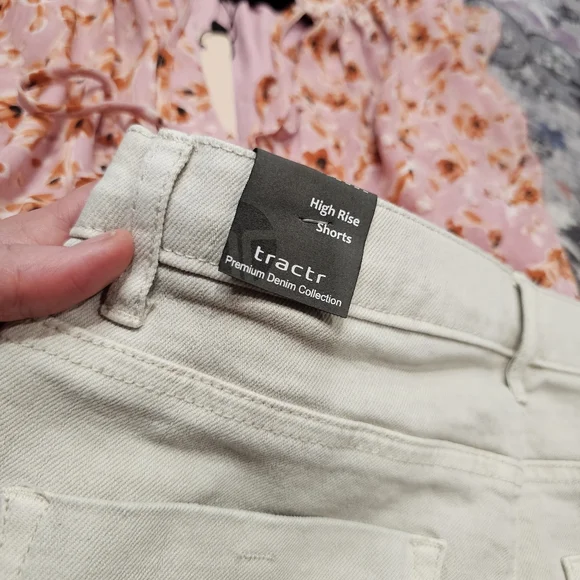 High Rise
Shorts
tractr
Premium Denim Collection